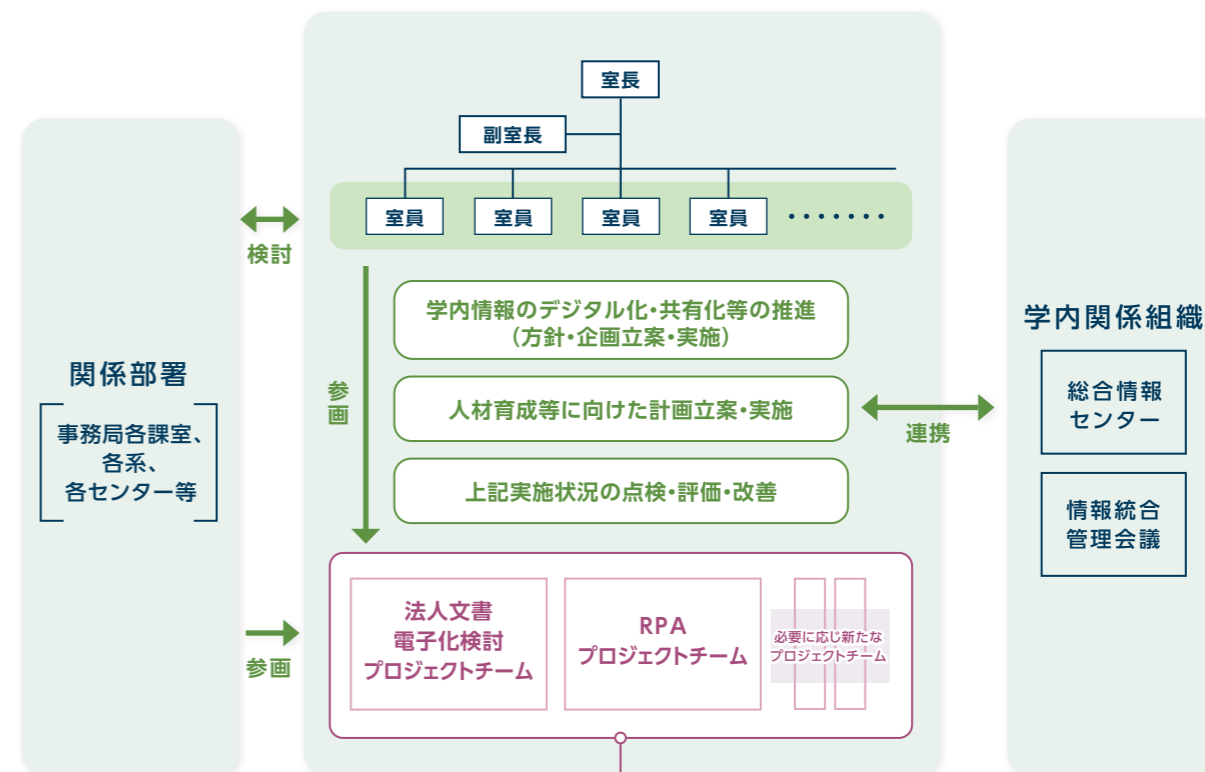 室長
副室長
室員
室員
室員
室員
・・・・・・・
検討
学内情報のデジタル化・共有化等の推進
（方針・企画立案・実施）
人材育成等に向けた計画立案・実施
上記実施状況の点検・評価・改善
参画
関係部署
事務局各課室、
各系、
各センター等
参画
連携
学内関係組織
総合情報
センター
情報統合
管理会議
法人文書
電子化検討
プロジェクトチーム
RPA
プロジェクトチーム
必要に応じ新たな
プロジェクトチーム